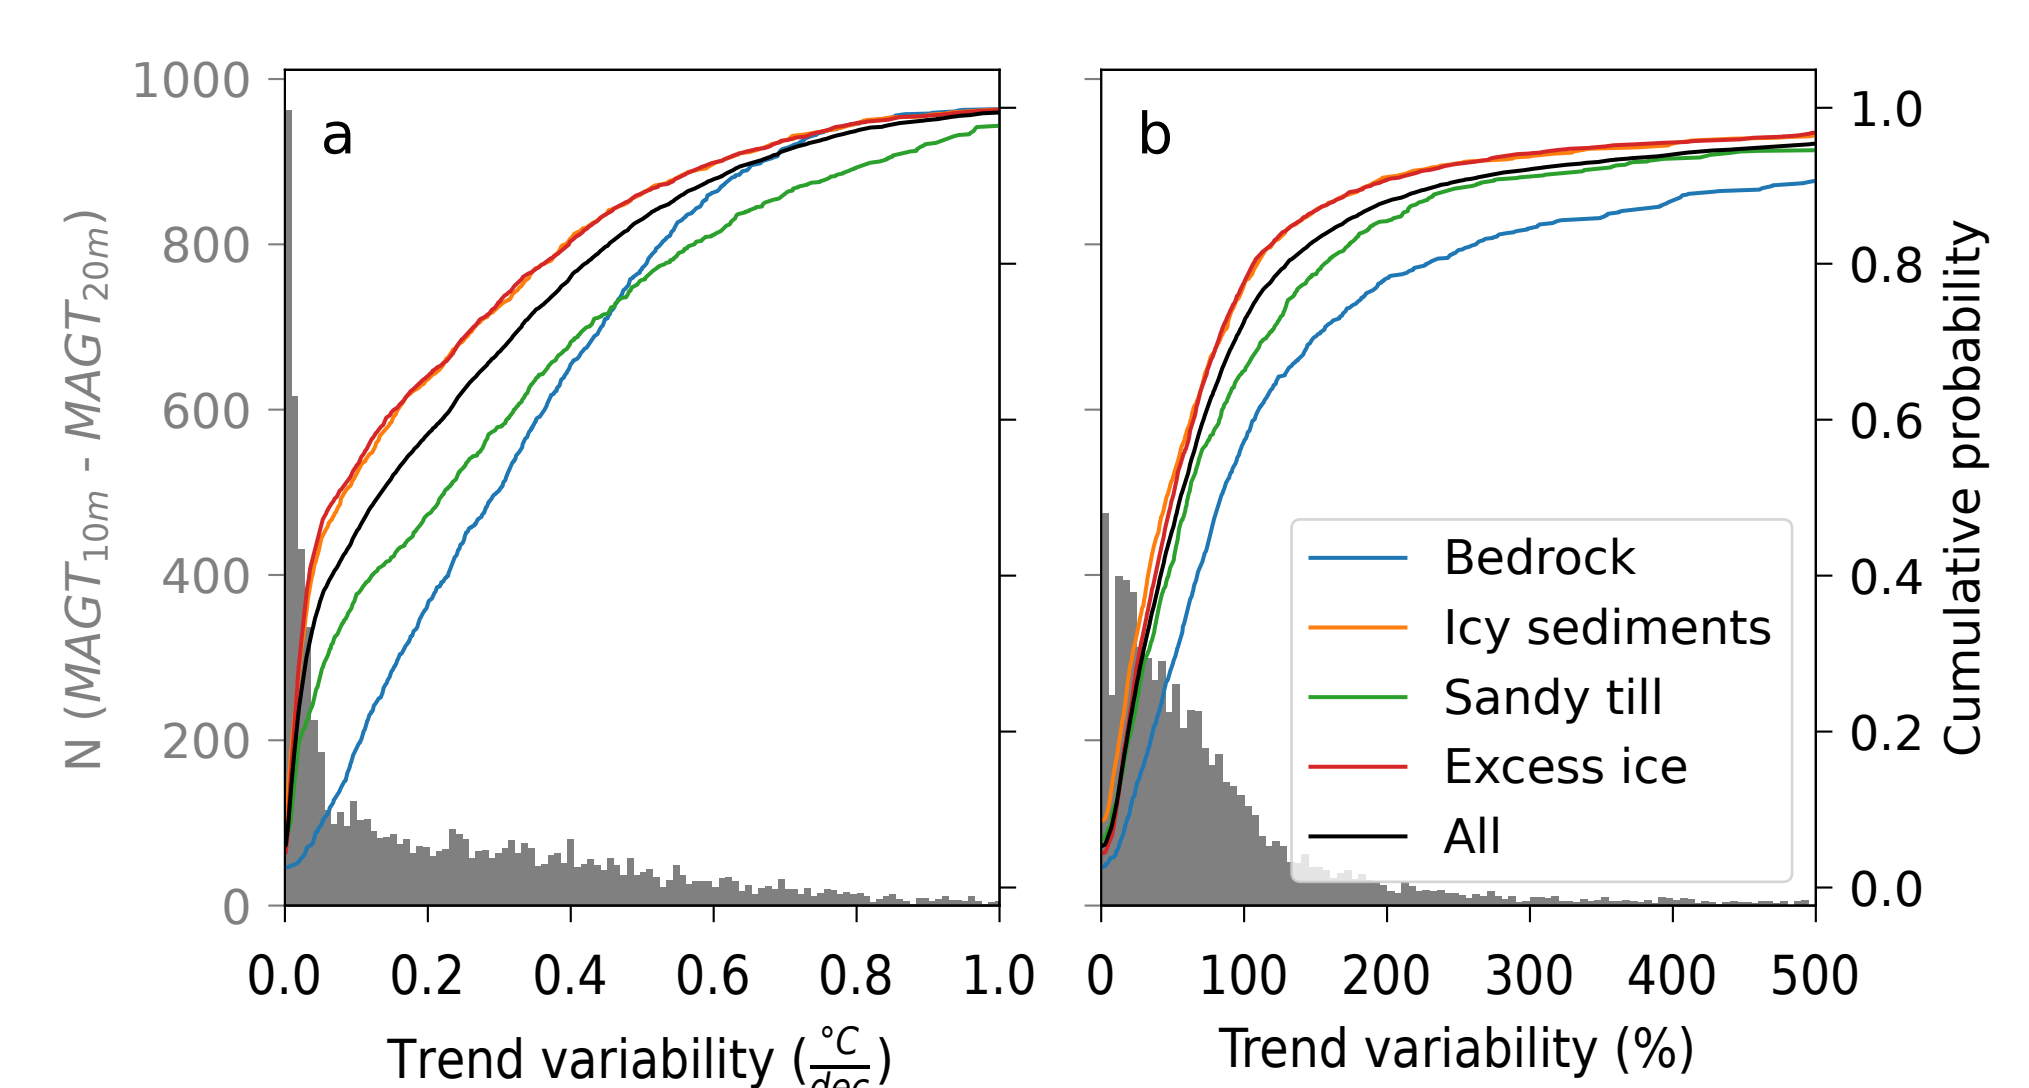 N (MAGT10m - MAGT20m)
1000
800
600
400
200
0
a
0.0 0.2 0.4 0.6 0.8 1.0
Trend variability (°C/dec)
b
Bedrock
Icy sediments
Sandy till
Excess ice
All
0 100 200 300 400 500
Trend variability (%)
1.0
0.8
0.6
0.4
0.2
0.0
Cumulative probability